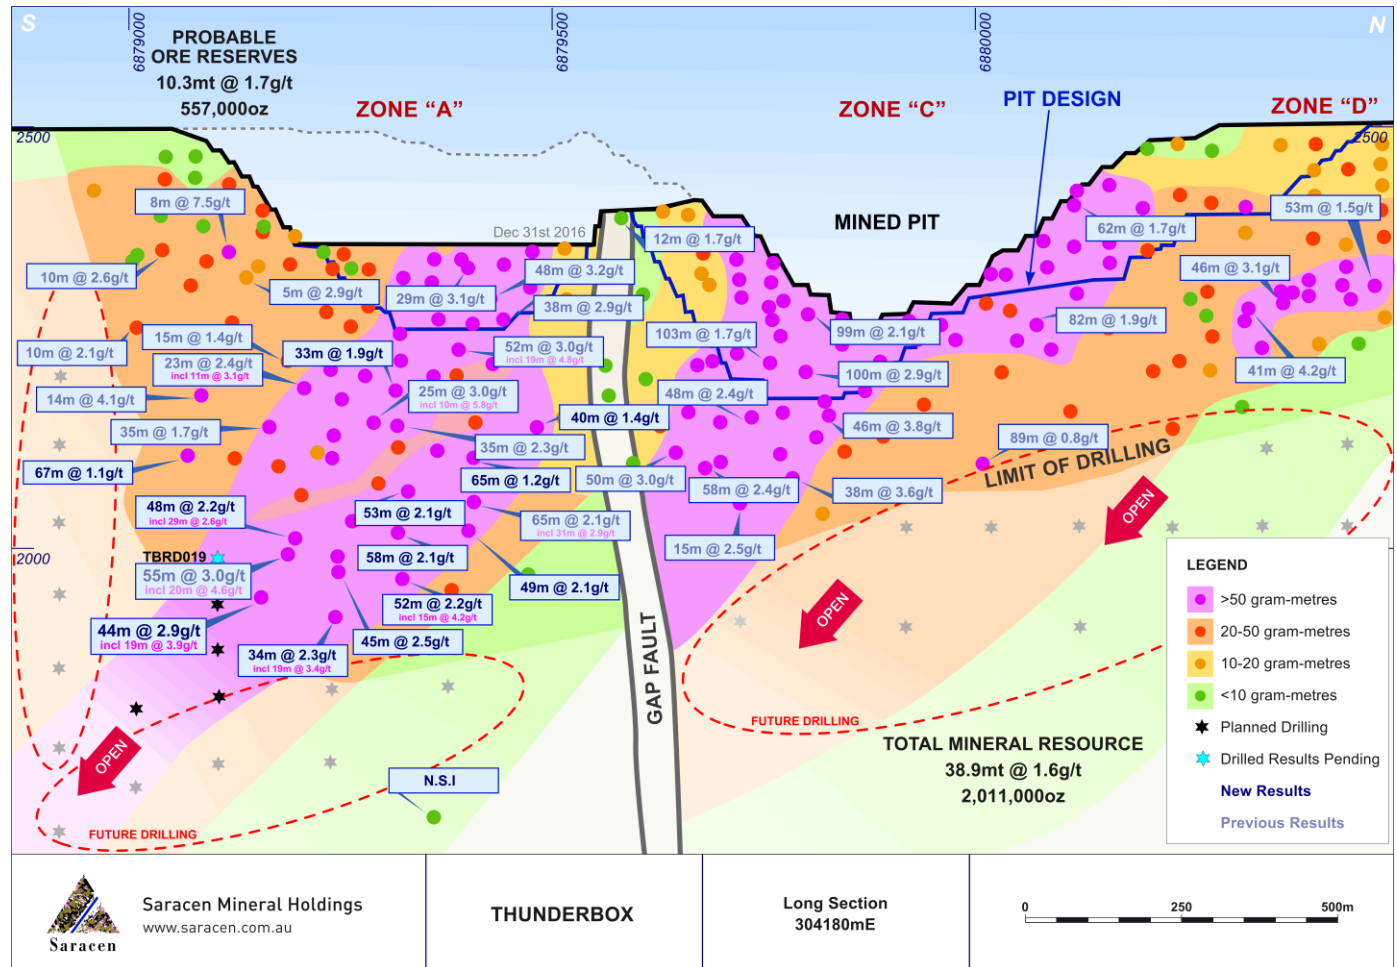 S
N
6879000
6879500
6880000
PROBABLE
ORE RESERVES
10.3mt @ 1.7g/t
557,000oz
ZONE “A”
ZONE “C”
ZONE “D”
PIT DESIGN
2500
2500
8m @ 7.5g/t
53m @ 1.5g/t
MINED PIT
62m @ 1.7g/t
Dec 31st 2016
12m @ 1.7g/t
10m @ 2.6g/t
5m @ 2.9g/t
29m @ 3.1g/t
48m @ 3.2g/t
46m @ 3.1g/t
38m @ 2.9g/t
82m @ 1.9g/t
15m @ 1.4g/t
103m @ 1.7g/t
99m @ 2.1g/t
10m @ 2.1g/t
33m @ 1.9g/t
52m @ 3.0g/t
incl 19m @ 4.8g/t
23m @ 2.4g/t
incl 11m @ 3.1g/t
100m @ 2.9g/t
41m @ 4.2g/t
14m @ 4.1g/t
25m @ 3.0g/t
incl 10m @ 5.8g/t
48m @ 2.4g/t
40m @ 1.4g/t
46m @ 3.8g/t
35m @ 1.7g/t
35m @ 2.3g/t
89m @ 0.8g/t
67m @ 1.1g/t
65m @ 1.2g/t
50m @ 3.0g/t
LIMIT OF DRILLING
58m @ 2.4g/t
38m @ 3.6g/t
48m @ 2.2g/t
incl 29m @ 2.6g/t
53m @ 2.1g/t
65m @ 2.1g/t
incl 31m @ 2.9g/t
OPEN
15m @ 2.5g/t
2000
TBRD019
58m @ 2.1g/t
55m @ 3.0g/t
incl 20m @ 4.6g/t
49m @ 2.1g/t
52m @ 2.2g/t
incl 15m @ 4.2g/t
OPEN
44m @ 2.9g/t
incl 19m @ 3.9g/t
45m @ 2.5g/t
34m @ 2.3g/t
incl 19m @ 3.4g/t
GAP FAULT
LEGEND
>50 gram-metres
20-50 gram-metres
10-20 gram-metres
<10 gram-metres
Planned Drilling
Drilled Results Pending
New Results
Previous Results
FUTURE DRILLING
TOTAL MINERAL RESOURCE
38.9mt @ 1.6g/t
2,011,000oz
OPEN
N.S.I
FUTURE DRILLING
Saracen
Saracen Mineral Holdings
www.saracen.com.au
THUNDERBOX
Long Section
304180mE
0
250
500m